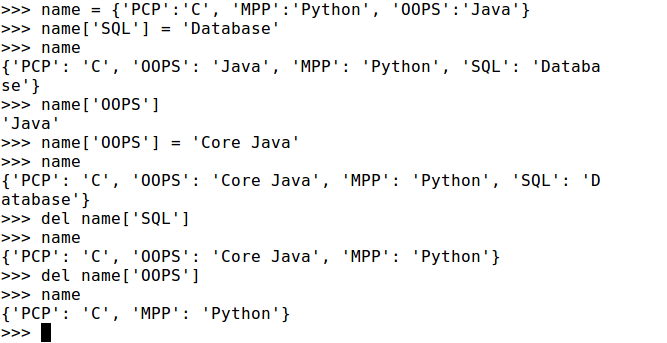 >>> name = {'PCP':'C', 'MPP':'Python', 'OOPS':'Java'}
>>> name['SQL'] = 'Database'
>>> name
{'PCP': 'C', 'OOPS': 'Java', 'MPP': 'Python', 'SQL': 'Databa
se'}
>>> name['OOPS']
'Java'
>>> name['OOPS'] = 'Core Java'
>>> name
{'PCP': 'C', 'OOPS': 'Core Java', 'MPP': 'Python', 'SQL': 'D
atabase'}
>>> del name['SQL']
>>> name
{'PCP': 'C', 'OOPS': 'Core Java', 'MPP': 'Python'}
>>> del name['OOPS']
>>> name
{'PCP': 'C', 'MPP': 'Python'}
>>>